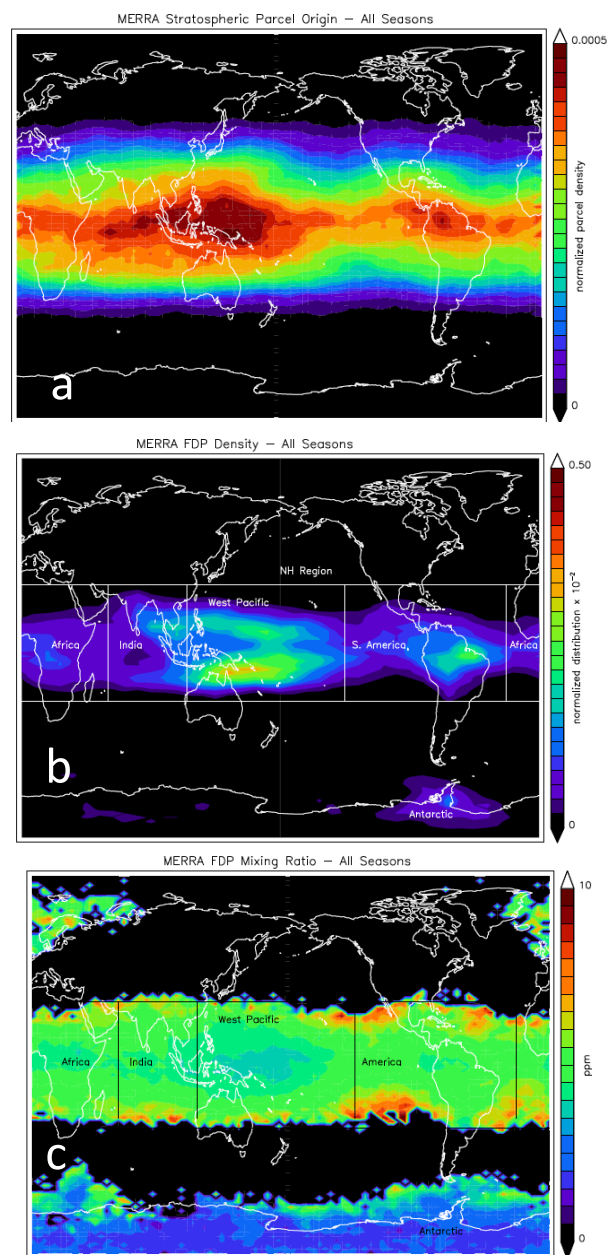 MERRA Stratospheric Parcel Origin – All Seasons
0.0005
normalized parcel density
0
a
MERRA FDP Density – All Seasons
0.50
NH Region
West Pacific
Africa
India
S. America
Africa
normalized distribution x 10⁻²
b
Antarctic
0
MERRA FDP Mixing Ratio – All Seasons
10
West Pacific
Africa
India
America
ppm
c
Antarctic
0